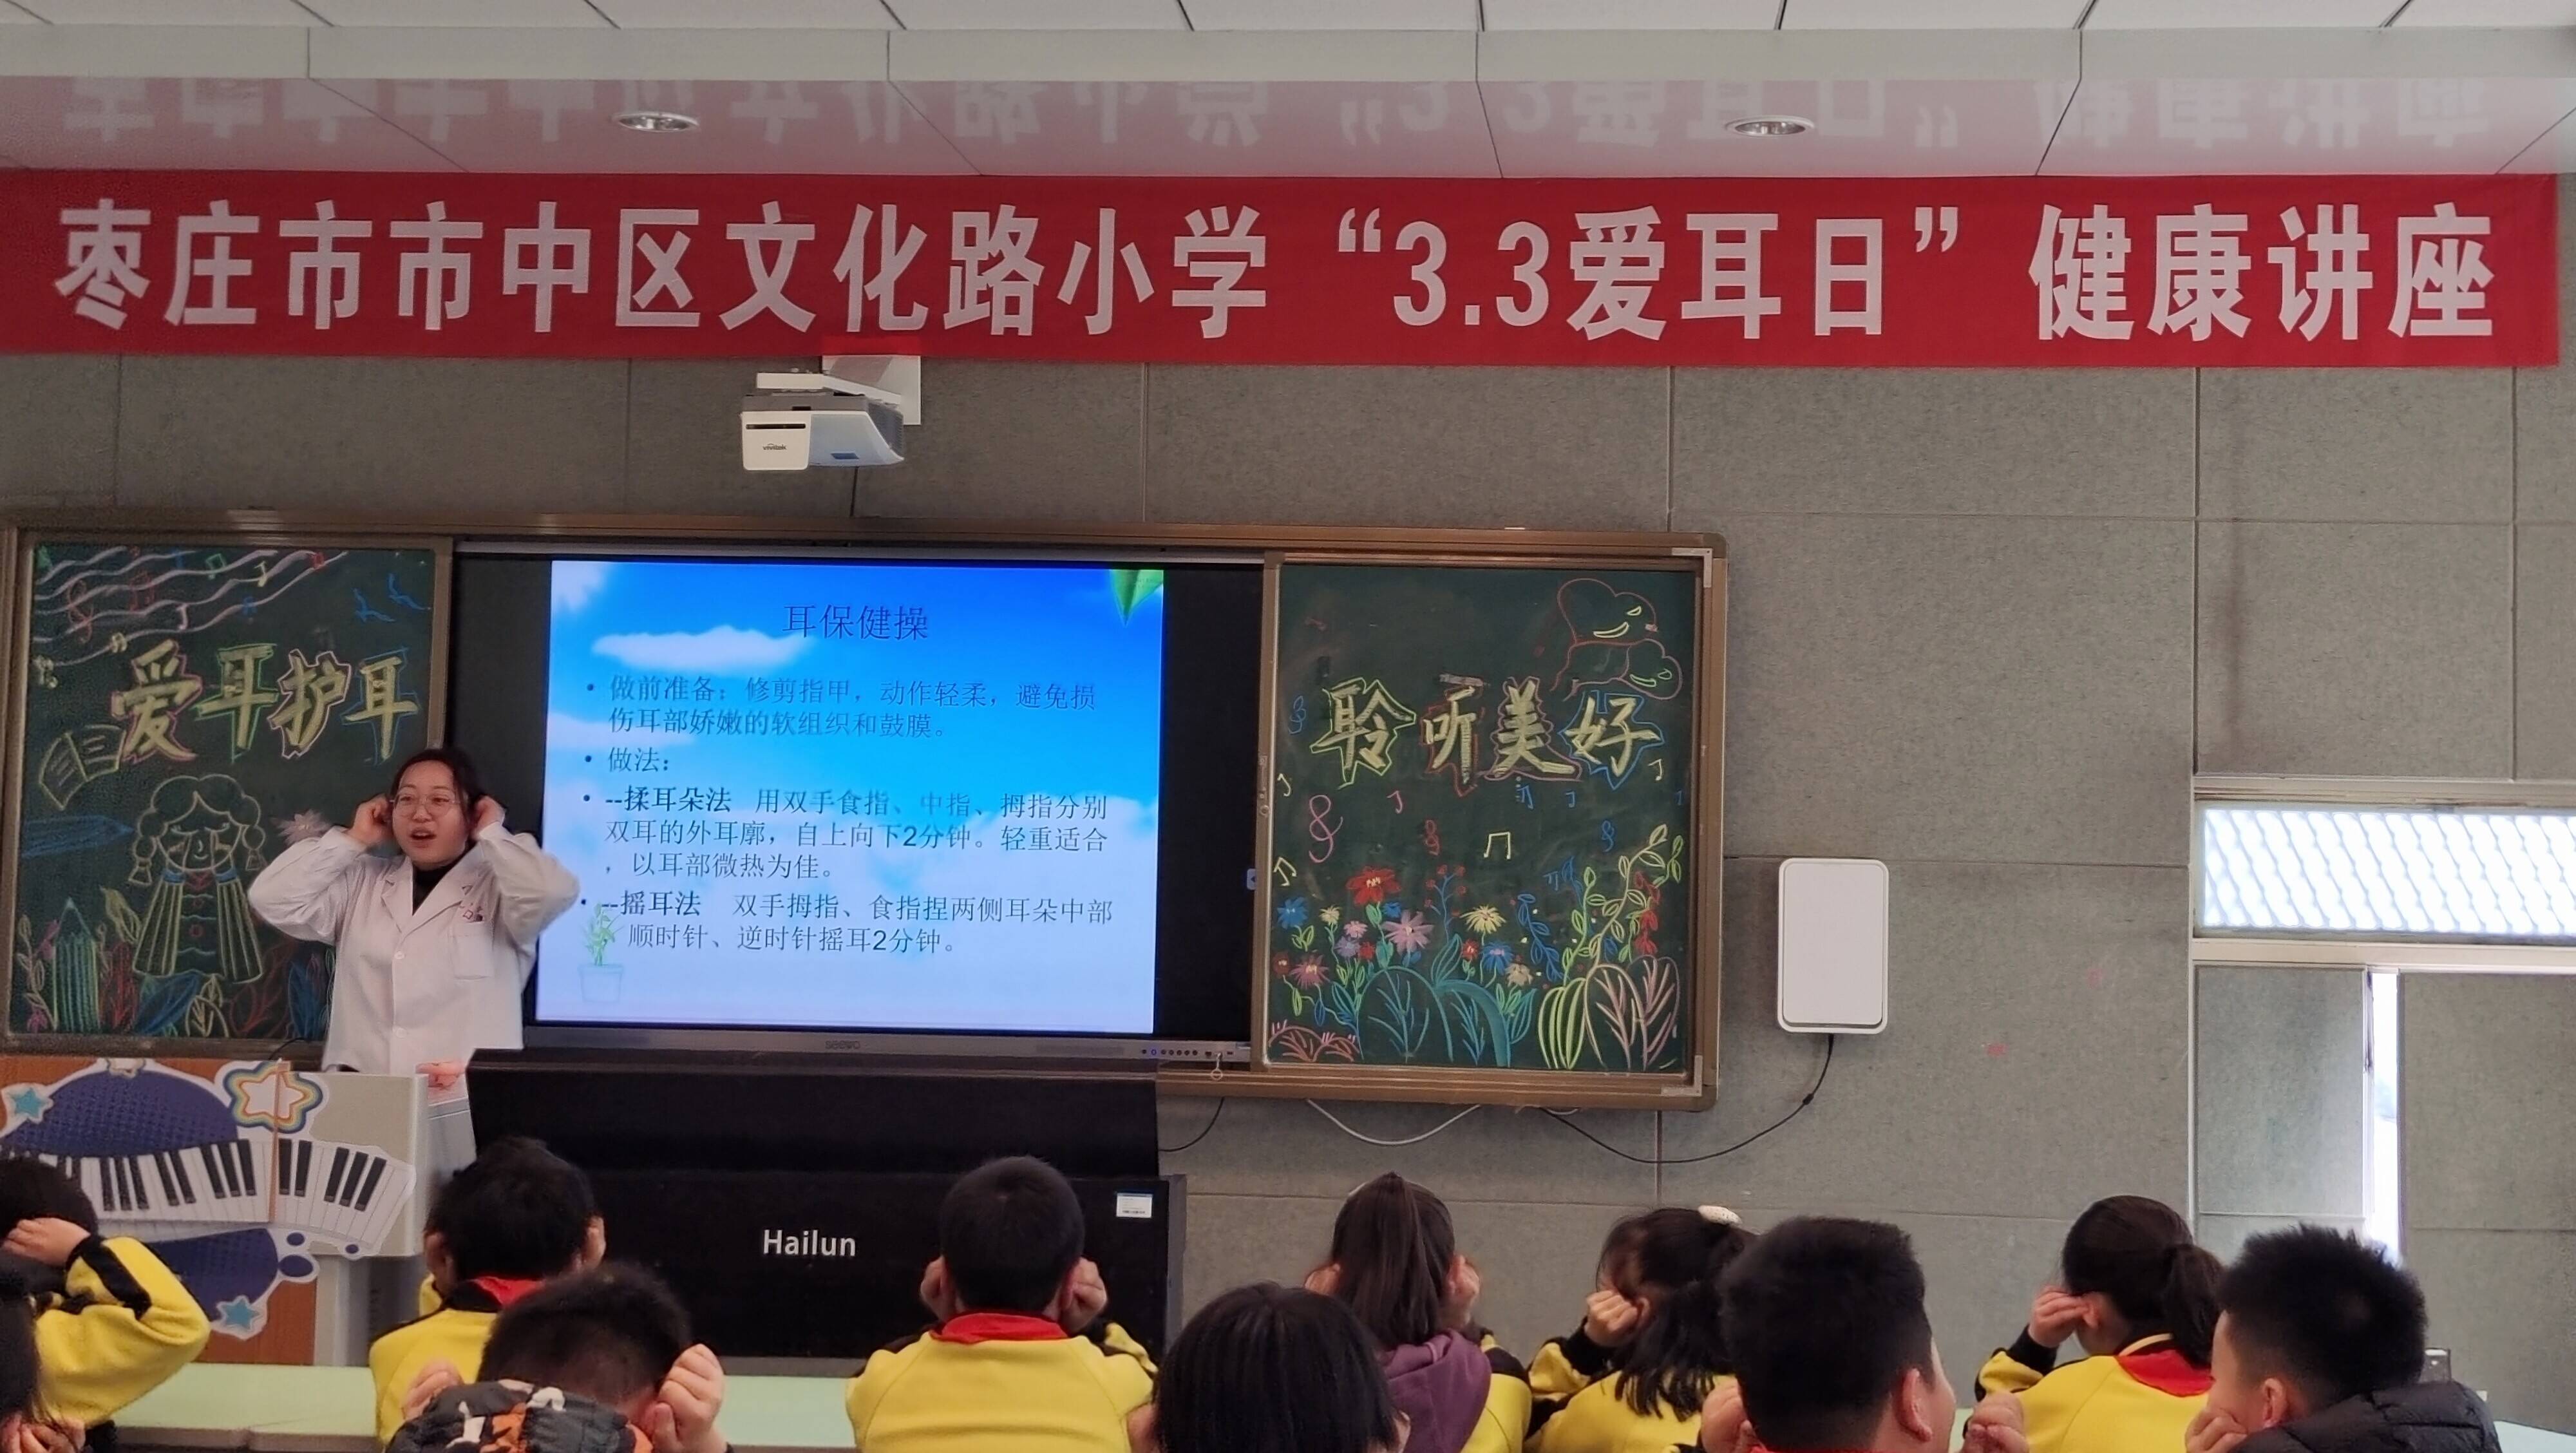 枣庄市市中区文化路小学“3.3爱耳日”健康讲座
vivitek
爱耳护耳
耳保健操
• 做前准备：修剪指甲，动作轻柔，避免损
伤耳部娇嫩的软组织和鼓膜。
• 做法：
• --揉耳朵法 用双手食指、中指、拇指分别
双耳的外耳廓，自上向下2分钟。轻重适合
，以耳部微热为佳。
• --摇耳法 双手拇指、食指捏两侧耳朵中部
顺时针、逆时针摇耳2分钟。
聆听美好
seewo
Hailun